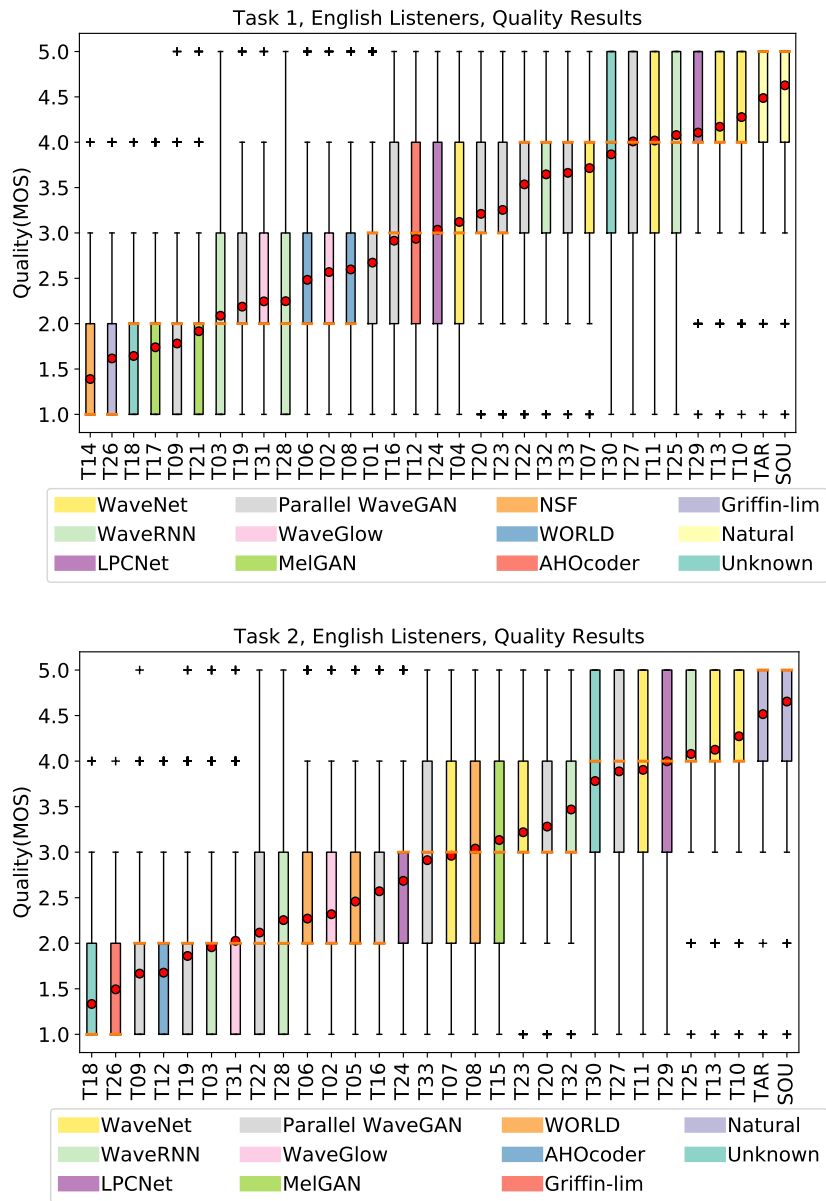 Task 1, English Listeners, Quality Results
Quality(MOS)
5.0
4.5
4.0
3.5
3.0
2.5
2.0
1.5
1.0
T14 T26 T18 T17 T09 T21 T03 T19 T31 T28 T06 T02 T08 T01 T16 T12 T24 T04 T20 T23 T22 T32 T33 T07 T30 T27 T11 T25 T29 T13 T10 TAR SOU
WaveNet Parallel WaveGAN NSF Griffin-lim
WaveRNN WaveGlow WORLD Natural
LPCNet MelGAN AHOcoder Unknown
Task 2, English Listeners, Quality Results
Quality(MOS)
5.0
4.5
4.0
3.5
3.0
2.5
2.0
1.5
1.0
T18 T26 T09 T12 T19 T03 T31 T22 T28 T06 T02 T05 T16 T24 T33 T07 T08 T15 T23 T20 T32 T30 T27 T11 T29 T25 T13 T10 TAR SOU
WaveNet Parallel WaveGAN WORLD Natural
WaveRNN WaveGlow AHOcoder Unknown
LPCNet MelGAN Griffin-lim